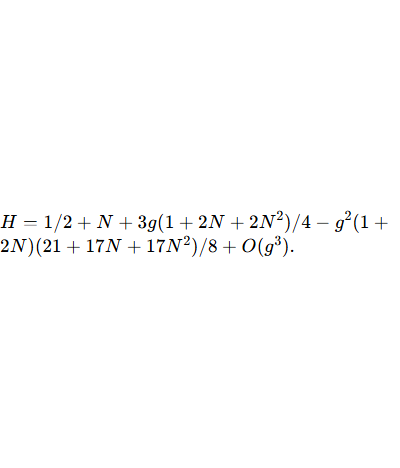 H = 1/2 + N + 3g(1 + 2N + 2N²)/4 − g²(1 +
2N)(21 + 17N + 17N²)/8 + O(g³).